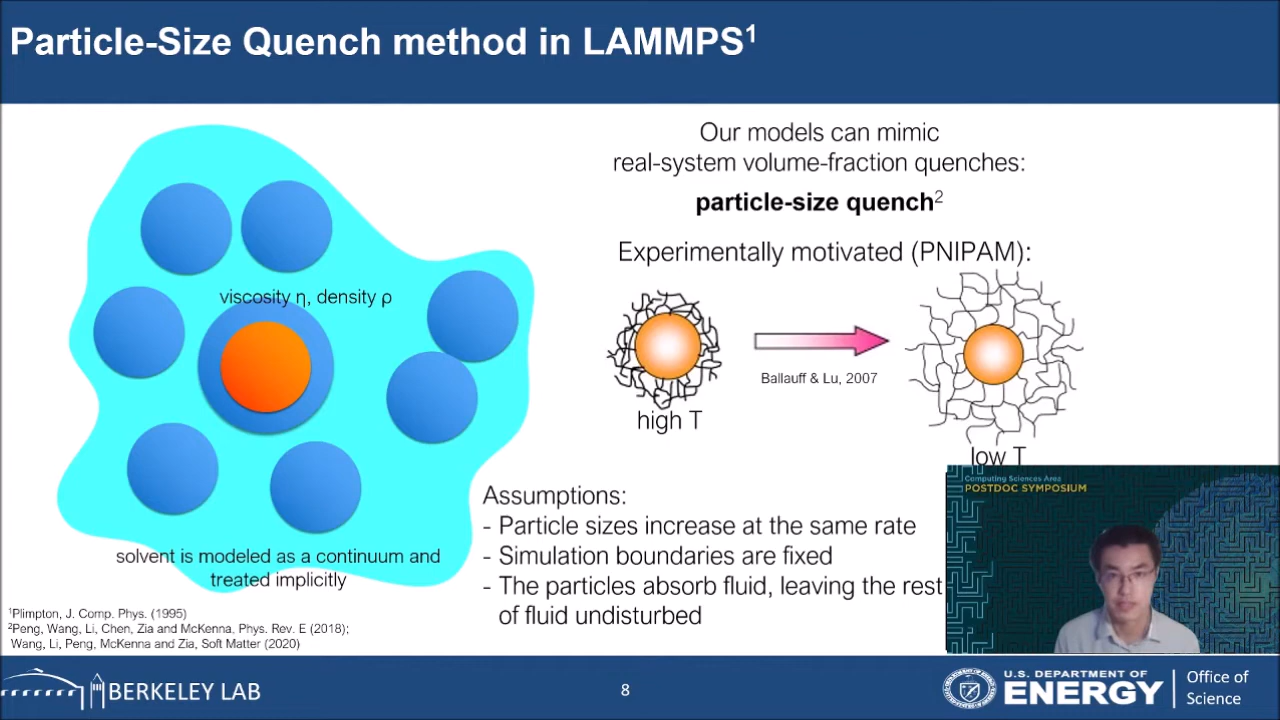 Particle-Size Quench method in LAMMPS¹
Our models can mimic
real-system volume-fraction quenches:
particle-size quench²
Experimentally motivated (PNIPAM):
viscosity η, density ρ
Ballauff & Lu, 2007
high T
low T
solvent is modeled as a continuum and
treated implicitly
Assumptions:
- Particle sizes increase at the same rate
- Simulation boundaries are fixed
- The particles absorb fluid, leaving the rest
of fluid undisturbed
Computing Sciences Area
POSTDOC SYMPOSIUM
¹Plimpton, J. Comp. Phys. (1995)
²Peng, Wang, Li, Chen, Zia and McKenna, Phys. Rev. E (2018);
Wang, Li, Peng, McKenna and Zia, Soft Matter (2020)
BERKELEY LAB
8
U.S. DEPARTMENT OF
ENERGY
Office of
Science